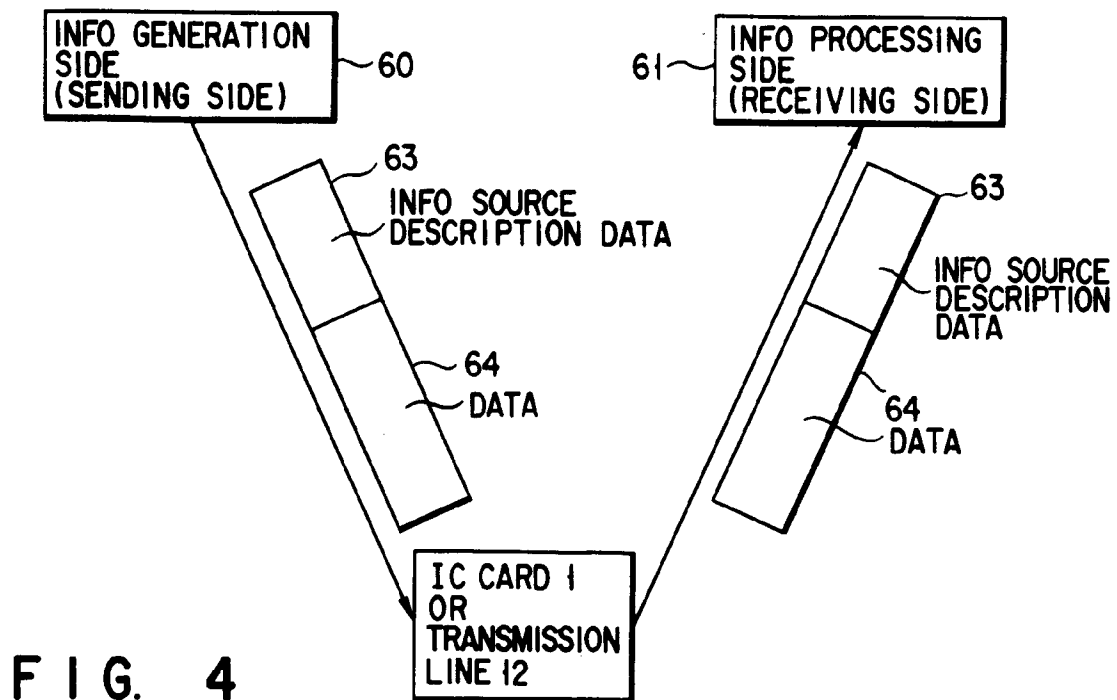 INFO GENERATION
SIDE
(SENDING SIDE)
60
INFO PROCESSING
SIDE
(RECEIVING SIDE)
61
63
INFO SOURCE
DESCRIPTION DATA
64
DATA
63
INFO SOURCE
DESCRIPTION
DATA
64
DATA
IC CARD 1
OR
TRANSMISSION
LINE 12
FIG. 4